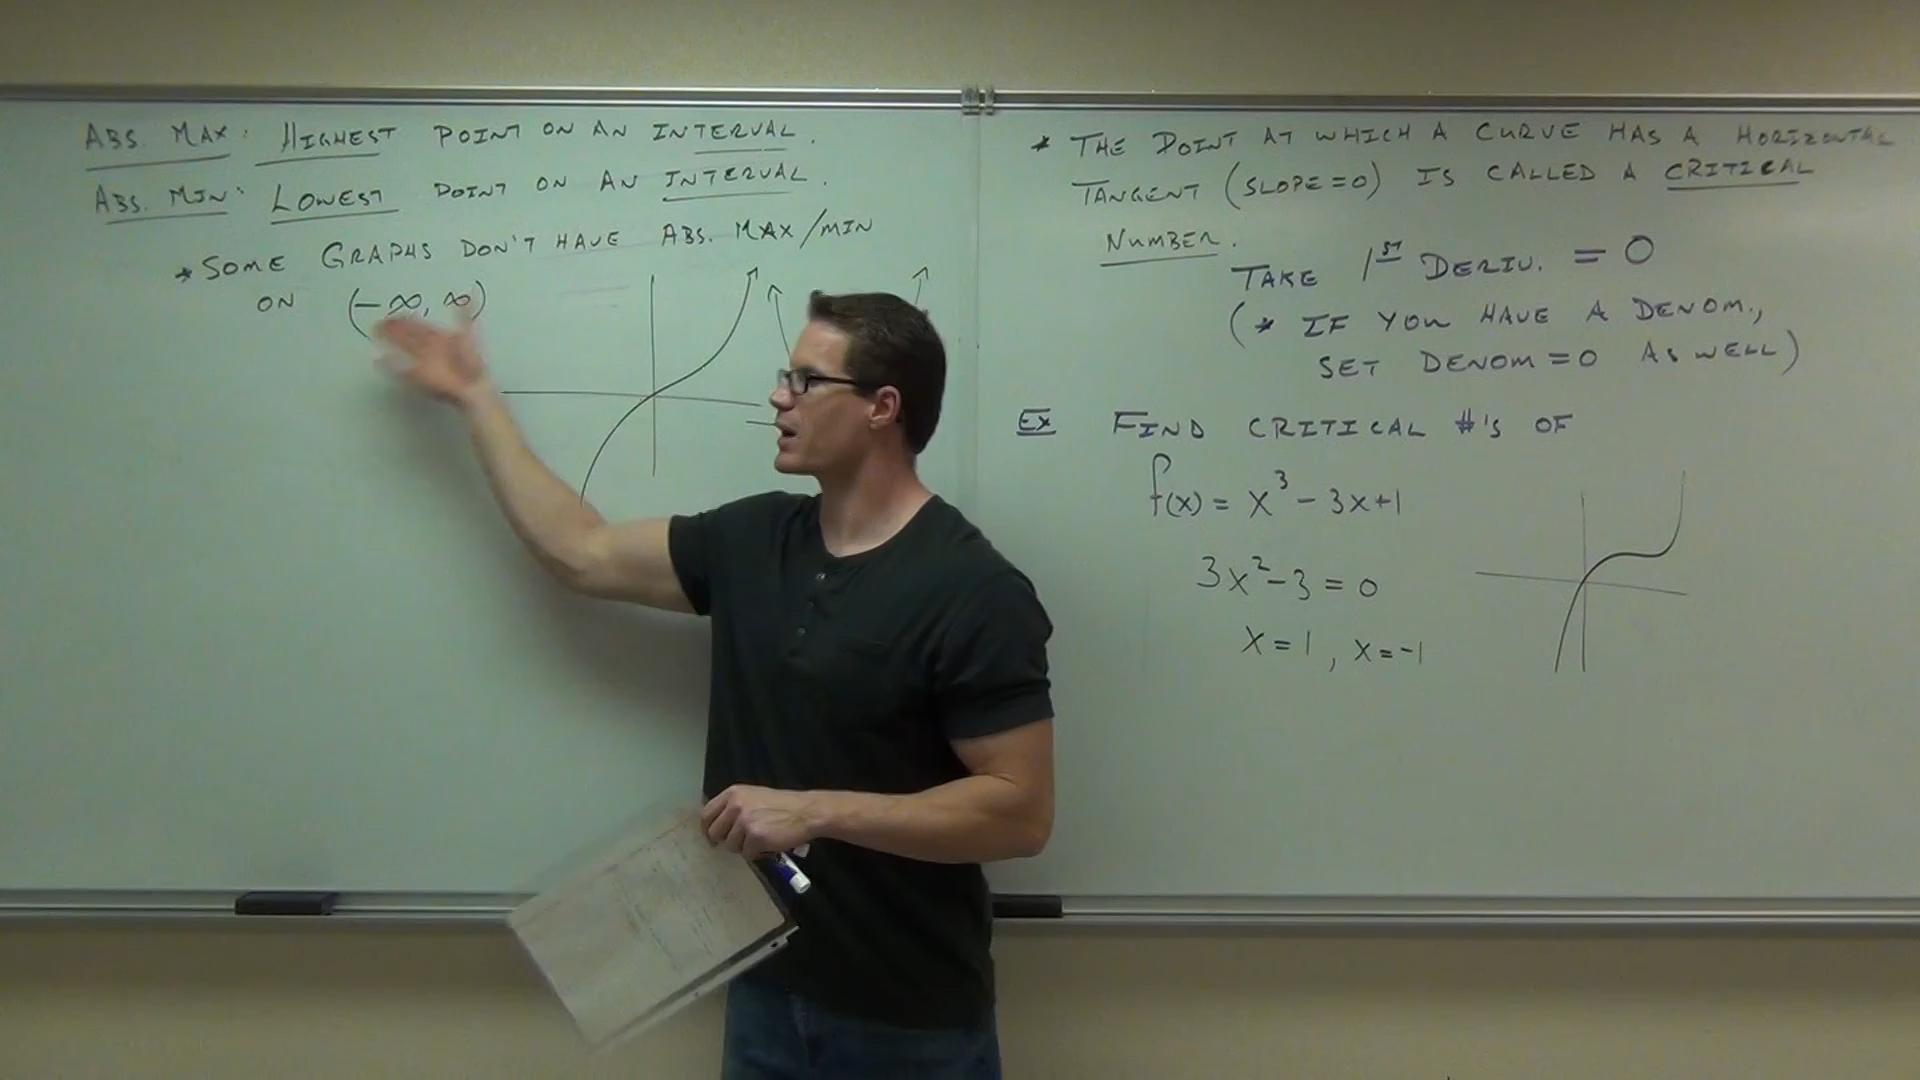 ABS. MAX: HIGHEST POINT ON AN INTERVAL.
ABS. MIN: LOWEST POINT ON AN INTERVAL.
* SOME GRAPHS DON'T HAVE ABS. MAX/MIN
ON (-∞, ∞)
* THE POINT AT WHICH A CURVE HAS A HORIZONTAL
TANGENT (SLOPE=0) IS CALLED A CRITICAL
NUMBER.
TAKE 1ST DERIV. = 0
(* IF YOU HAVE A DENOM.,
SET DENOM=0 AS WELL)
EX FIND CRITICAL #'S OF
f(x) = x³ - 3x+1
3x²-3 = 0
x = 1, x = -1